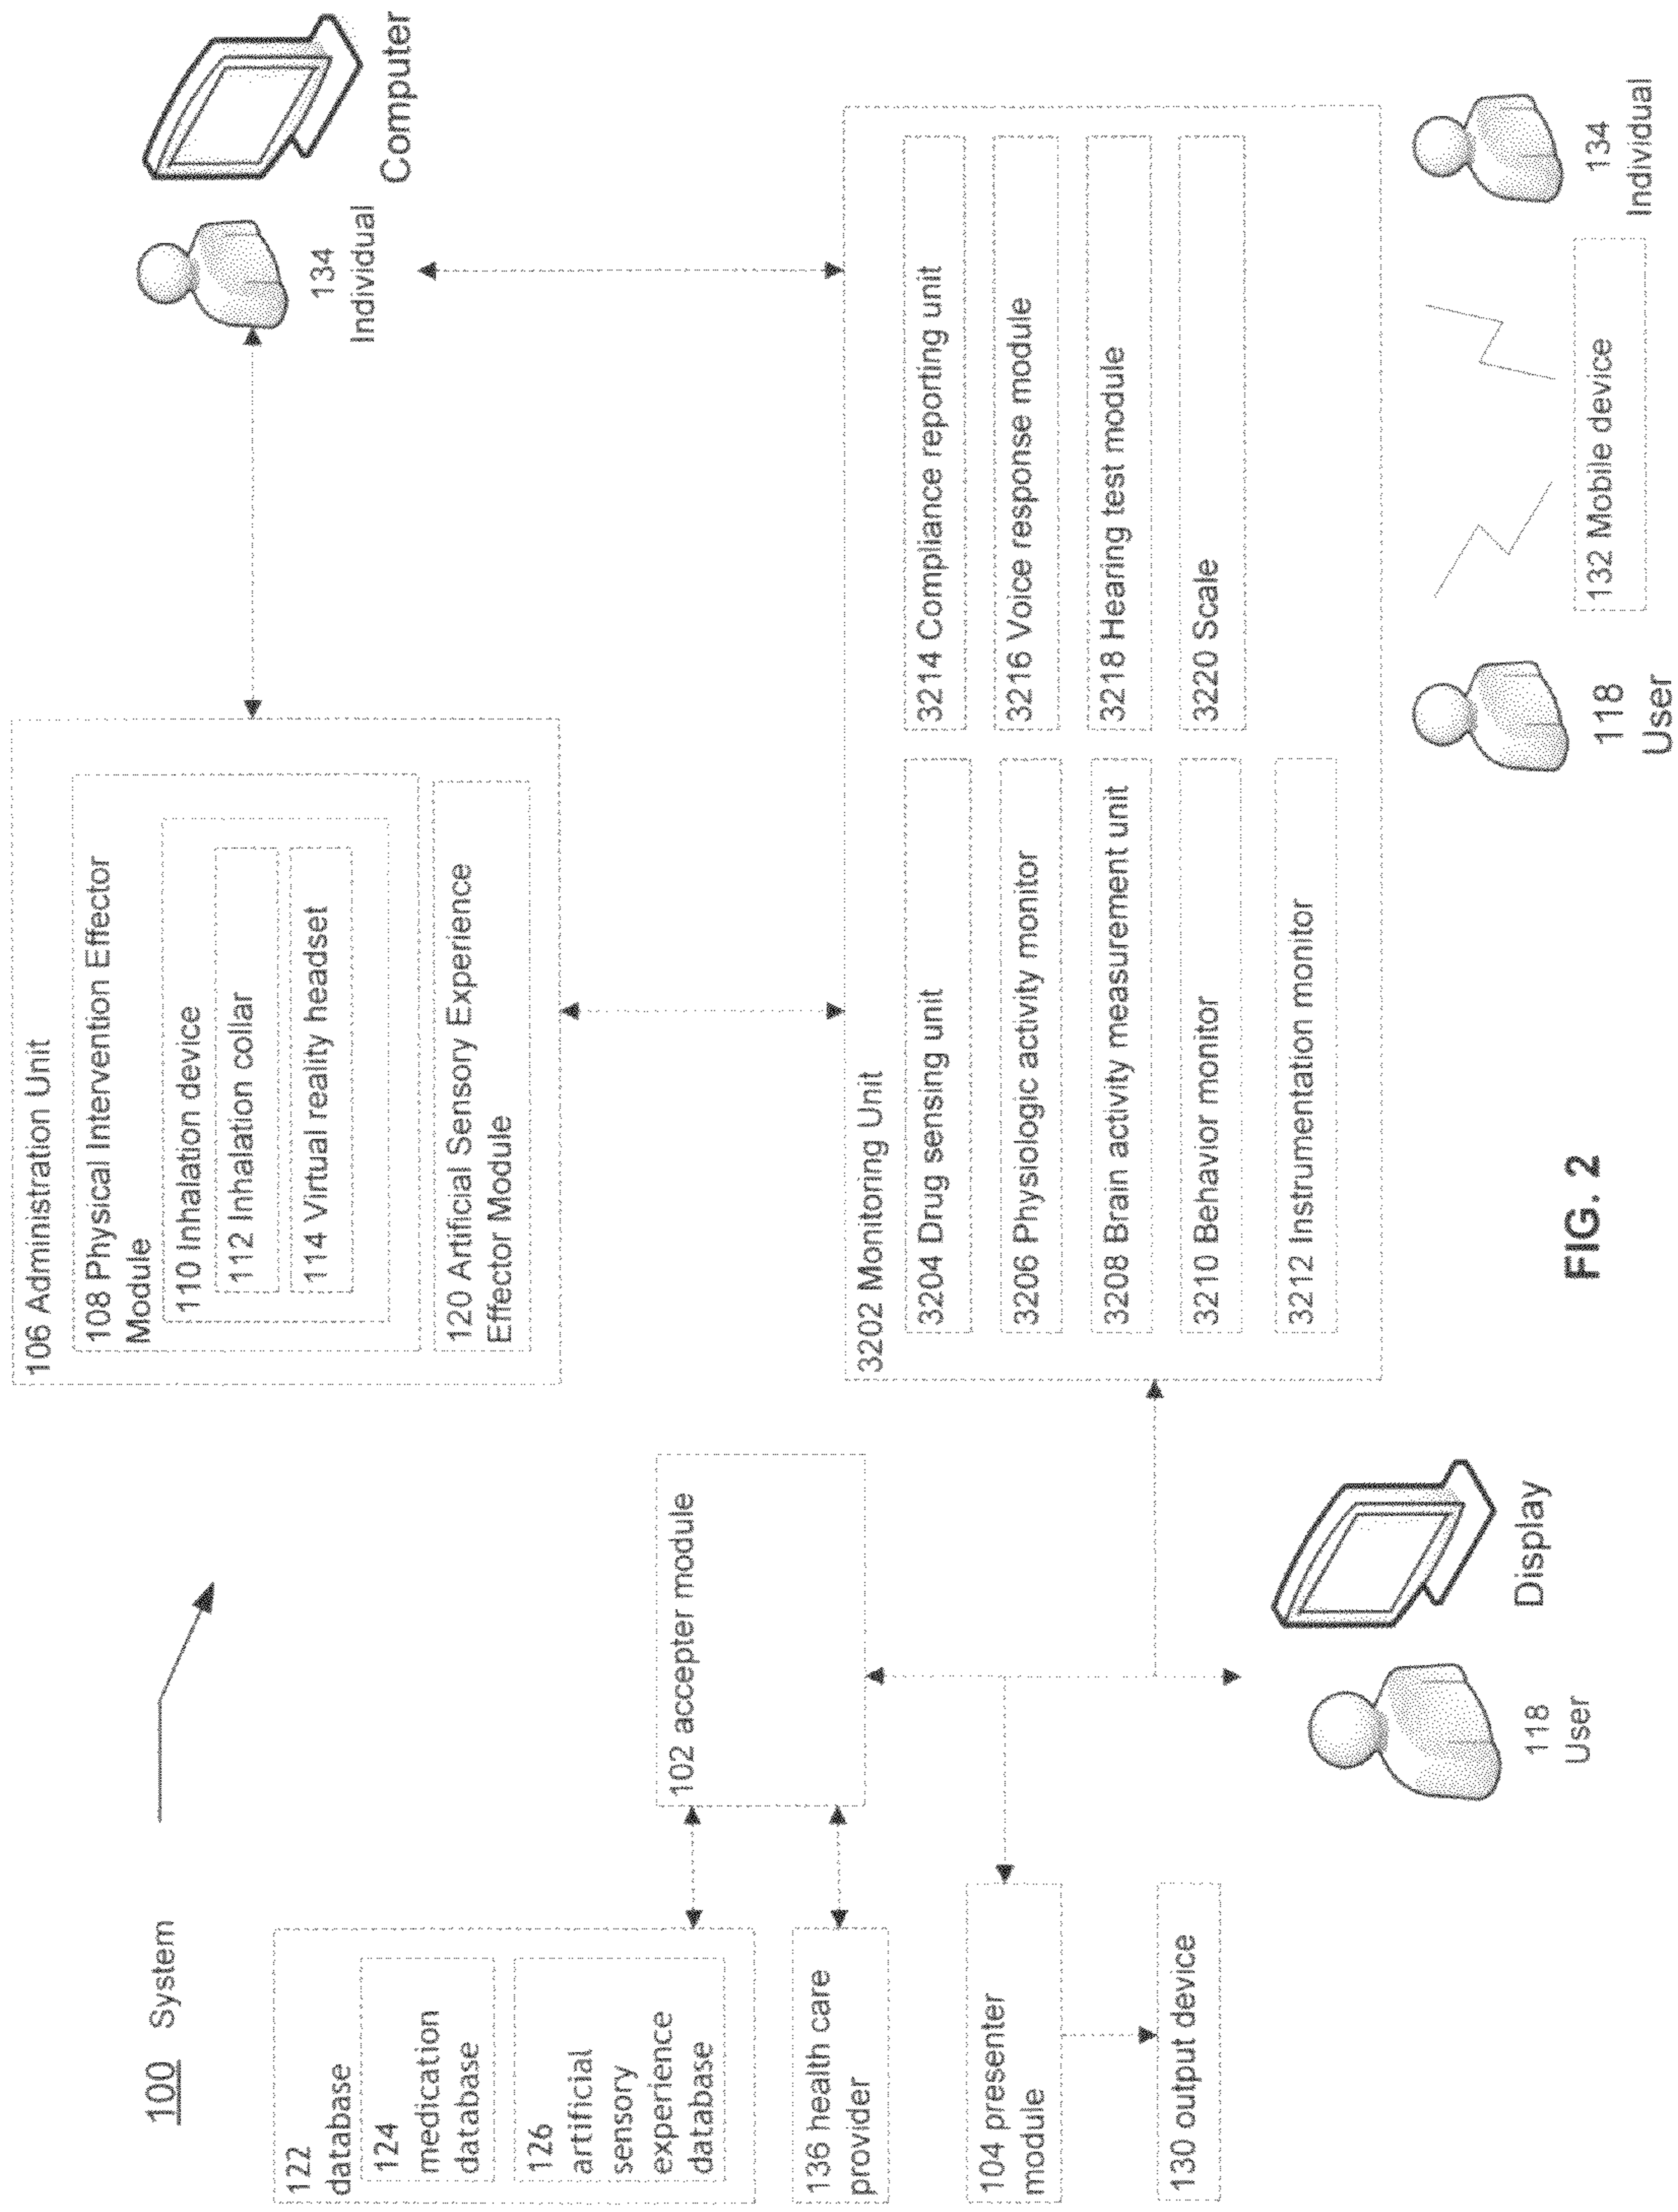 100 System
122
database
124
medication
database
126
artificial
sensory
experience
database
136 health care
provider
104 presenter
module
130 output device
102 accepter module
118
User
Display
106 Administration Unit
108 Physical Intervention Effector
Module
110 Inhalation device
112 Inhalation collar
114 Virtual reality headset
120 Artificial Sensory Experience
Effector Module
134
Individual
Computer
3202 Monitoring Unit
3204 Drug sensing unit
3206 Physiologic activity monitor
3208 Brain activity measurement unit
3210 Behavior monitor
3212 Instrumentation monitor
3214 Compliance reporting unit
3216 Voice response module
3218 Hearing test module
3220 Scale
118
User
132 Mobile device
134
Individual
FIG. 2